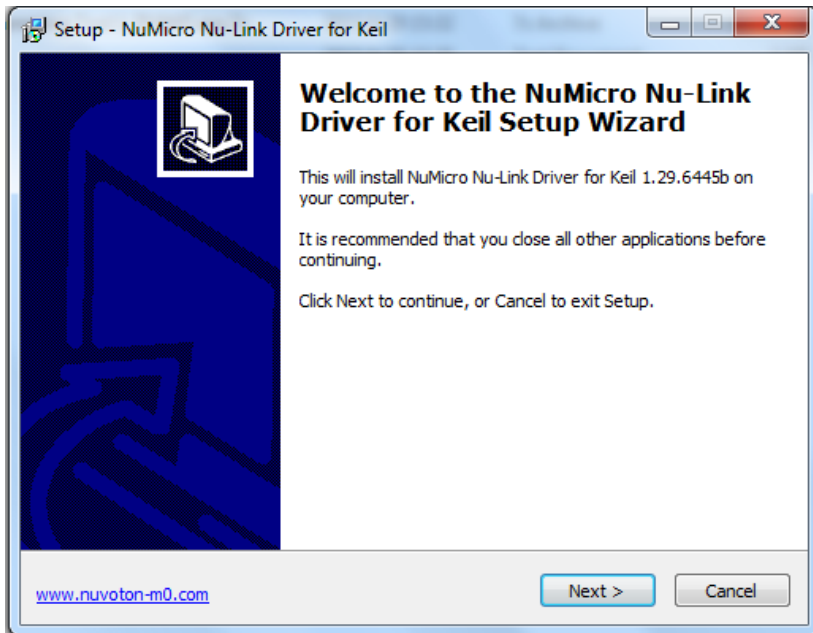 Setup - NuMicro Nu-Link Driver for Keil
Welcome to the NuMicro Nu-Link
Driver for Keil Setup Wizard
This will install NuMicro Nu-Link Driver for Keil 1.29.6445b on
your computer.
It is recommended that you close all other applications before
continuing.
Click Next to continue, or Cancel to exit Setup.
www.nuvoton-m0.com
Next >
Cancel